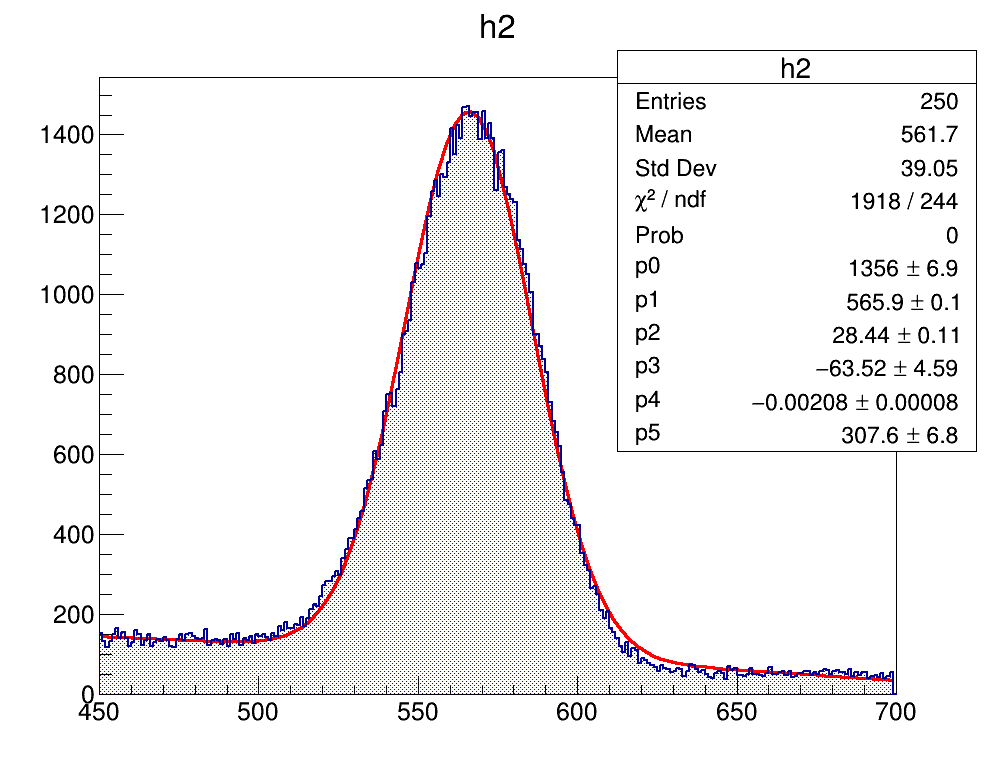 h2
h2
Entries 250
Mean 561.7
Std Dev 39.05
χ² / ndf 1918 / 244
Prob 0
p0 1356 ± 6.9
p1 565.9 ± 0.1
p2 28.44 ± 0.11
p3 −63.52 ± 4.59
p4 −0.00208 ± 0.00008
p5 307.6 ± 6.8
1400
1200
1000
800
600
400
200
0
450 500 550 600 650 700